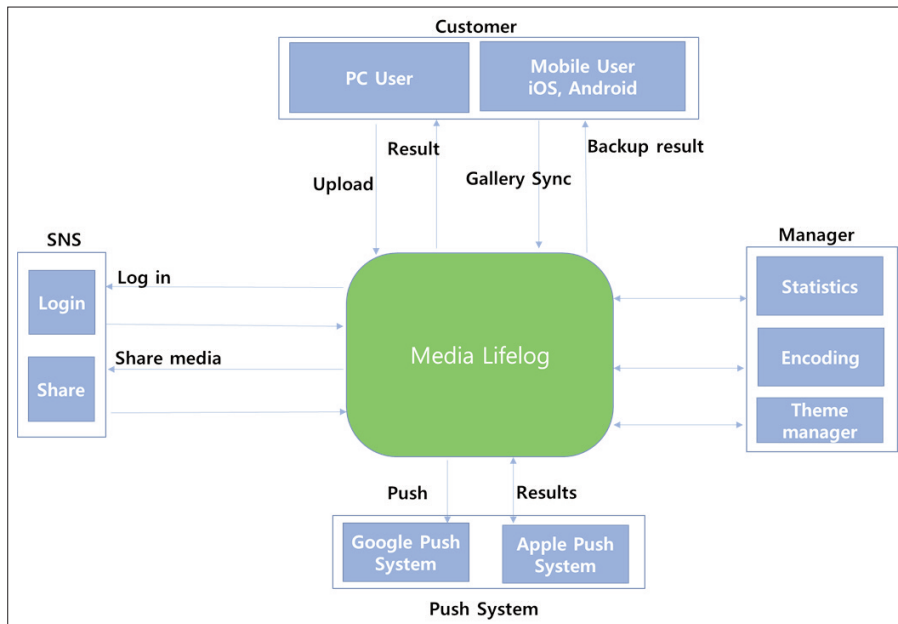 Customer
PC User
Mobile User
iOS, Android
Result
Backup result
Upload
Gallery Sync
SNS
Manager
Log in
Login
Statistics
Share media
Media Lifelog
Encoding
Share
Theme
manager
Push
Results
Google Push
System
Apple Push
System
Push System